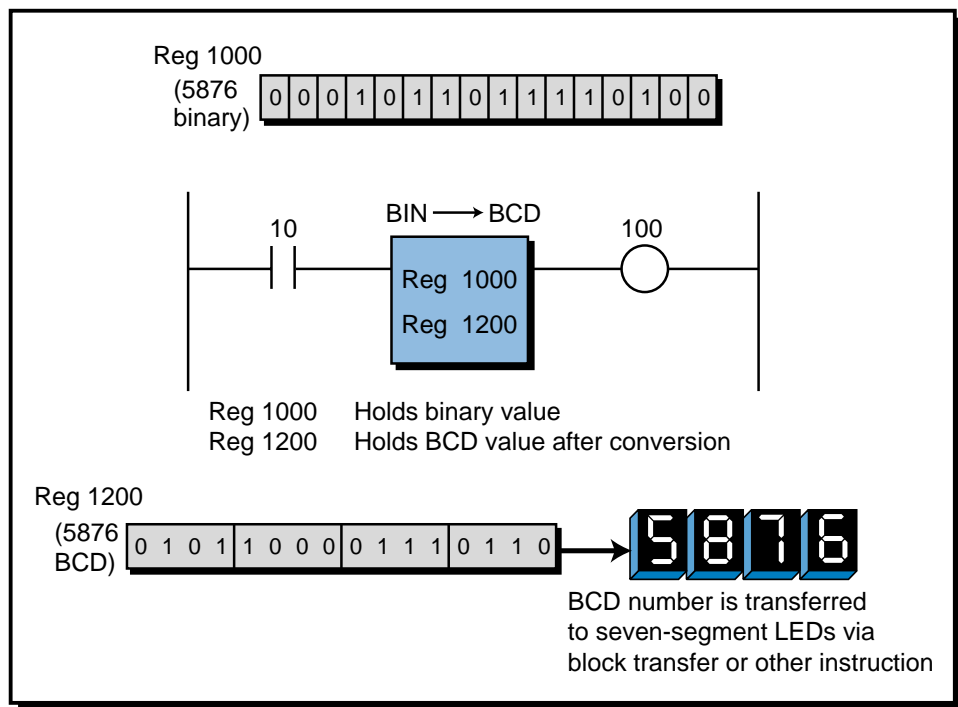 Reg 1000
(5876
binary)
0 0 0 1 0 1 1 0 1 1 1 1 0 1 0 0
BIN → BCD
10
100
Reg 1000
Reg 1200
Reg 1000 Holds binary value
Reg 1200 Holds BCD value after conversion
Reg 1200
(5876
BCD)
0 1 0 1 1 0 0 0 0 1 1 1 0 1 1 0
5876
BCD number is transferred
to seven-segment LEDs via
block transfer or other instruction